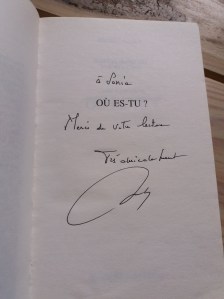 à Sonia
OÙ ES-TU ?
Merci de votre lecture
Très amicalement